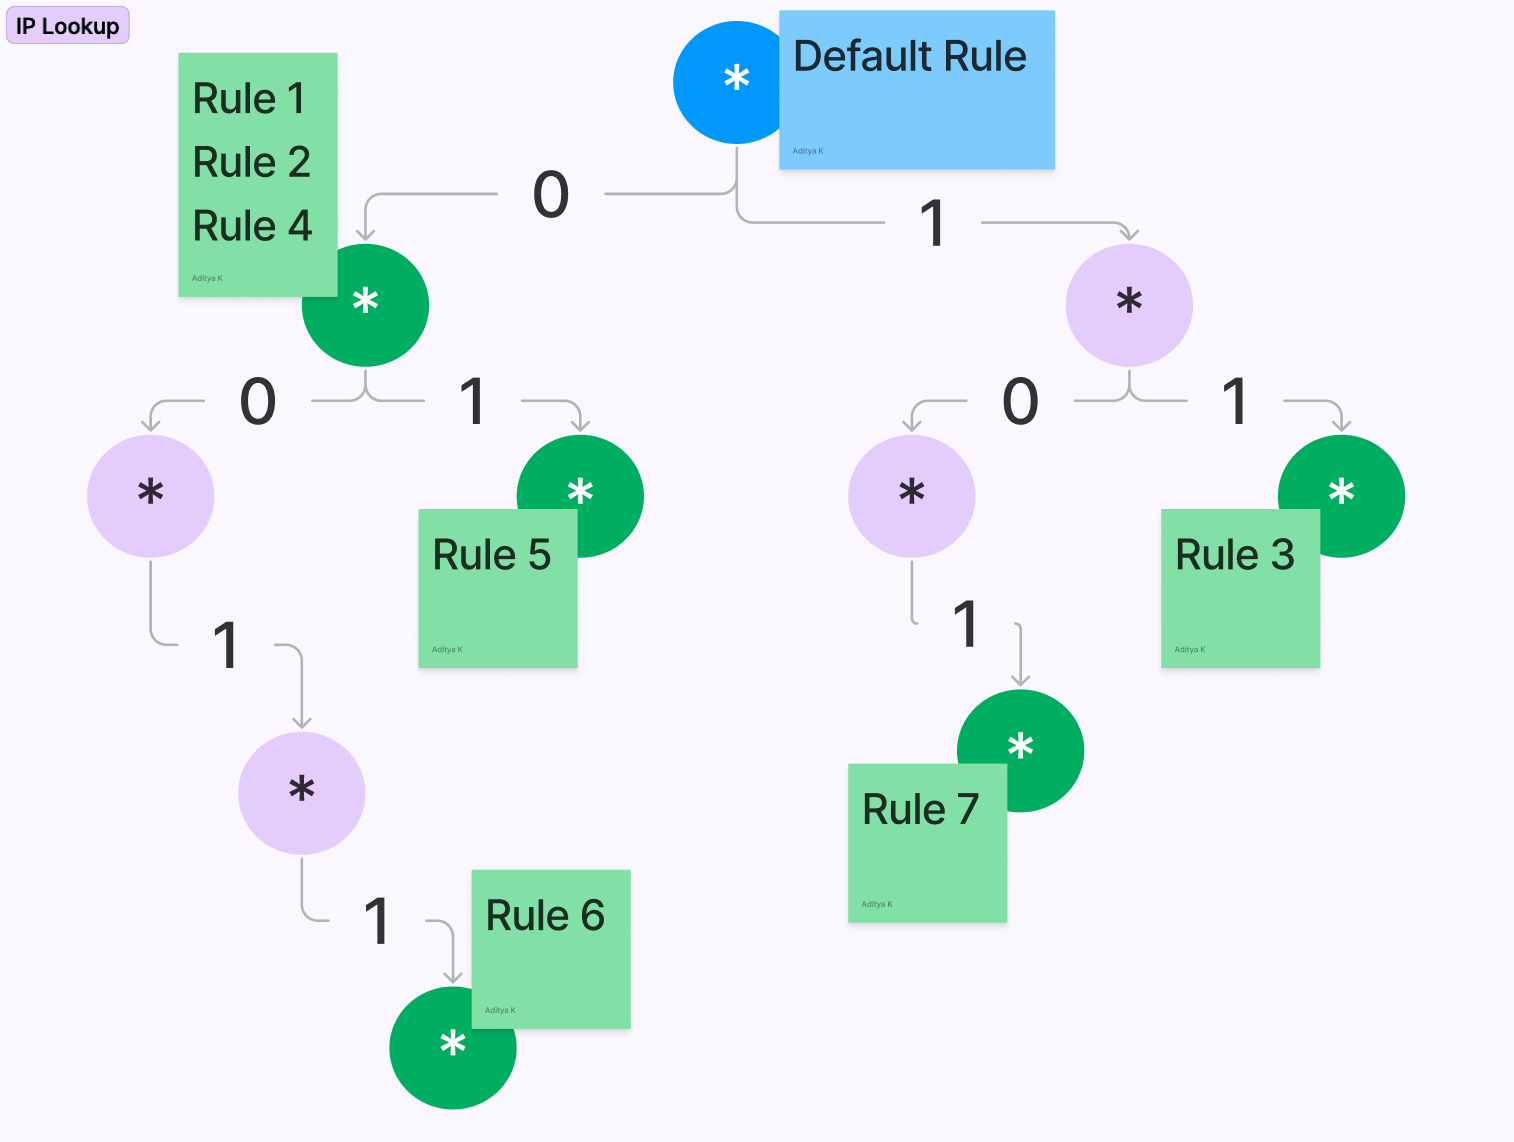 IP Lookup
*
Default Rule
Aditya K
Rule 1
Rule 2
Rule 4
Aditya K
0
1
*
*
0
1
0
1
*
*
Rule 5
Aditya K
*
*
Rule 3
Aditya K
1
1
*
*
Rule 7
Aditya K
1
Rule 6
Aditya K
*